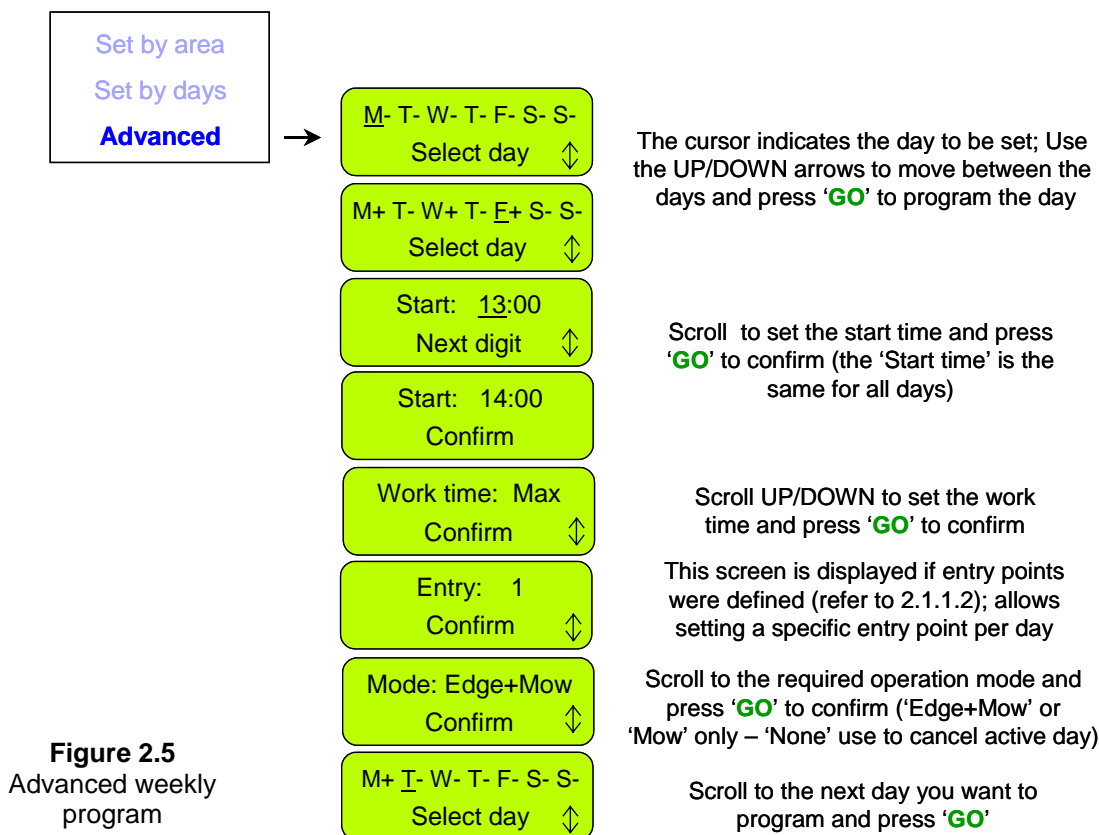 Set by area
Set by days
Advanced
M- T- W- T- F- S- S-
Select day
The cursor indicates the day to be set; Use
the UP/DOWN arrows to move between the
days and press ‘GO’ to program the day
M+ T- W+ T- F+ S- S-
Select day
Start: 13:00
Next digit
Scroll to set the start time and press
‘GO’ to confirm (the ‘Start time’ is the
same for all days)
Start: 14:00
Confirm
Work time: Max
Confirm
Scroll UP/DOWN to set the work
time and press ‘GO’ to confirm
Entry: 1
Confirm
This screen is displayed if entry points
were defined (refer to 2.1.1.2); allows
setting a specific entry point per day
Mode: Edge+Mow
Confirm
Scroll to the required operation mode and
press ‘GO’ to confirm (‘Edge+Mow’ or
‘Mow’ only – ‘None’ use to cancel active day)
M+ T- W- T- F- S- S-
Select day
Scroll to the next day you want to
program and press ‘GO’
Figure 2.5
Advanced weekly
program